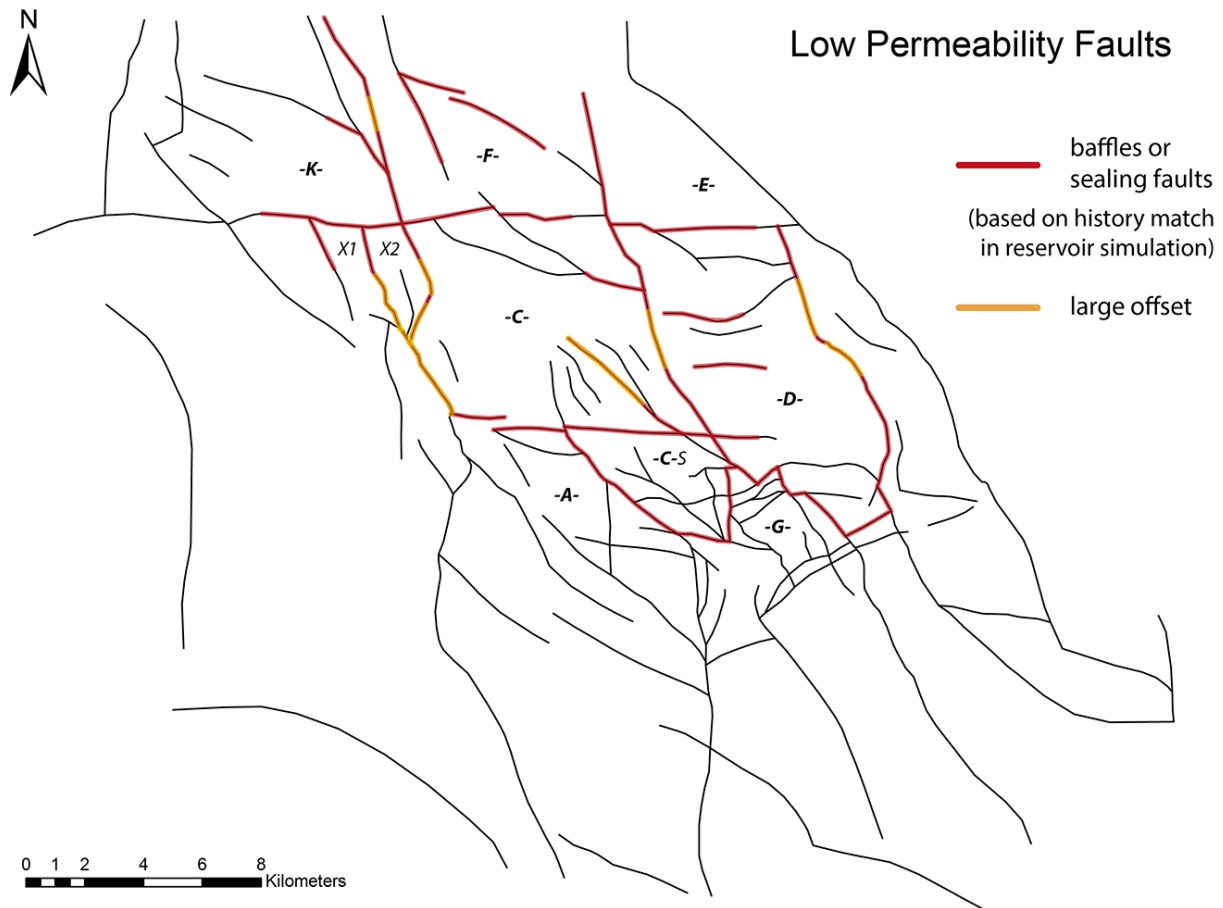 N
Low Permeability Faults
baffles or
sealing faults
(based on history match
in reservoir simulation)
large offset
-K-
-F-
-E-
X1
X2
-C-
-D-
-C-S
-A-
-G-
0 1 2 4 6 8
Kilometers